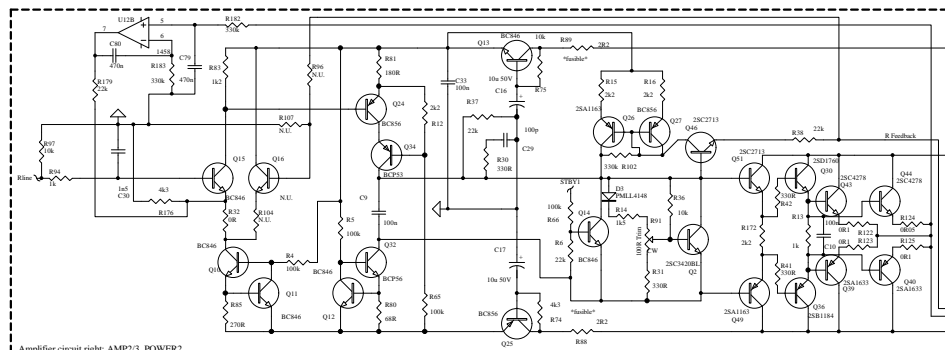 U12B
7
5
6
1458
C80
470n
R182
330k
R179
22k
R183
330k
C79
470n
R83
1k2
R96
N.U.
R107
N.U.
R81
180R
Q24
BC856
2k2
R12
Q34
BCP53
C33
100n
R37
22k
Q13
BC846
10k
R75
10u 50V
C16
+
100p
C29
R30
330R
R89
2R2
*fusible*
R15
2k2
R16
2k2
2SA1163
BC856
Q26
Q27
Q46
2SC2713
330k
R102
R38
22k
R Feedback
R97
10k
Rline
R94
1k
1n5
C30
4k3
R176
Q15
BC846
Q16
N.U.
R32
0R
R104
N.U.
C9
100n
R5
100k
BC846
Q10
R4
100k
BC846
Q11
BC846
R85
270R
Q12
Q32
BCP56
R80
68R
R65
100k
C17
+
10u 50V
BC856
Q25
4k3
R74
*fusible*
2R2
R88
STBY1
100k
R66
R6
22k
Q14
BC846
D3
PMLL4148
R14
1k5
R91
100R Trim
CW
R31
330R
R36
10k
2SC3420BL
Q2
2SC2713
Q51
2SD1760
Q30
330R
R42
2SC4278
Q43
2SC4278
Q44
R13
100n
C10
1k
R172
2k2
R41
330R
0R1
R122
R123
0R1
R124
0R05
R125
0R1
2SA1163
Q49
Q36
2SB1184
2SA1633
Q39
Q40
2SA1633
Amplifier circuit right: AMP2/3, POWER2